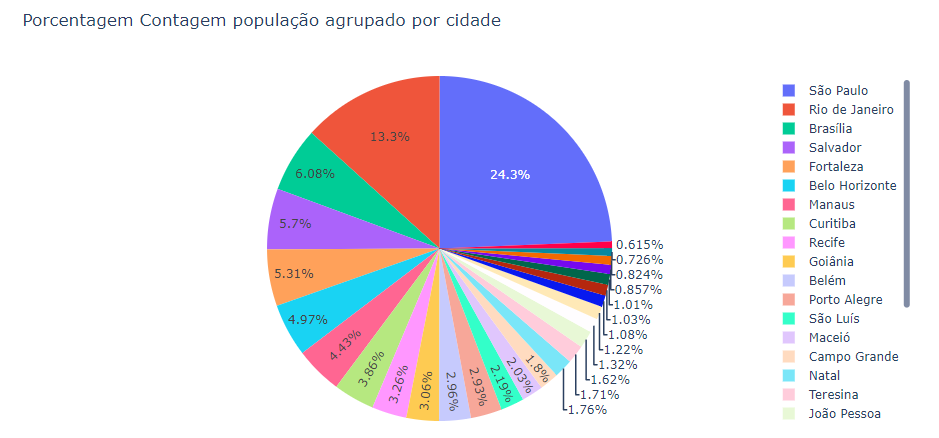 Porcentagem Contagem população agrupado por cidade
24.3%
13.3%
6.08%
5.7%
5.31%
4.97%
4.43%
3.86%
3.26%
3.06%
2.96%
2.93%
2.19%
2.03%
1.8%
1.76%
1.71%
1.62%
1.32%
1.22%
1.08%
1.03%
1.01%
0.857%
0.824%
0.726%
0.615%
São Paulo
Rio de Janeiro
Brasília
Salvador
Fortaleza
Belo Horizonte
Manaus
Curitiba
Recife
Goiânia
Belém
Porto Alegre
São Luís
Maceió
Campo Grande
Natal
Teresina
João Pessoa